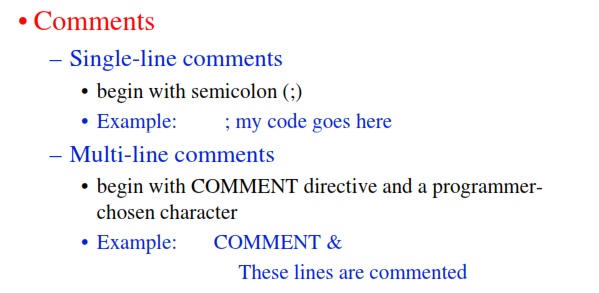 • Comments
– Single-line comments
• begin with semicolon (;)
• Example: ; my code goes here
– Multi-line comments
• begin with COMMENT directive and a programmer-
chosen character
• Example: COMMENT &
These lines are commented